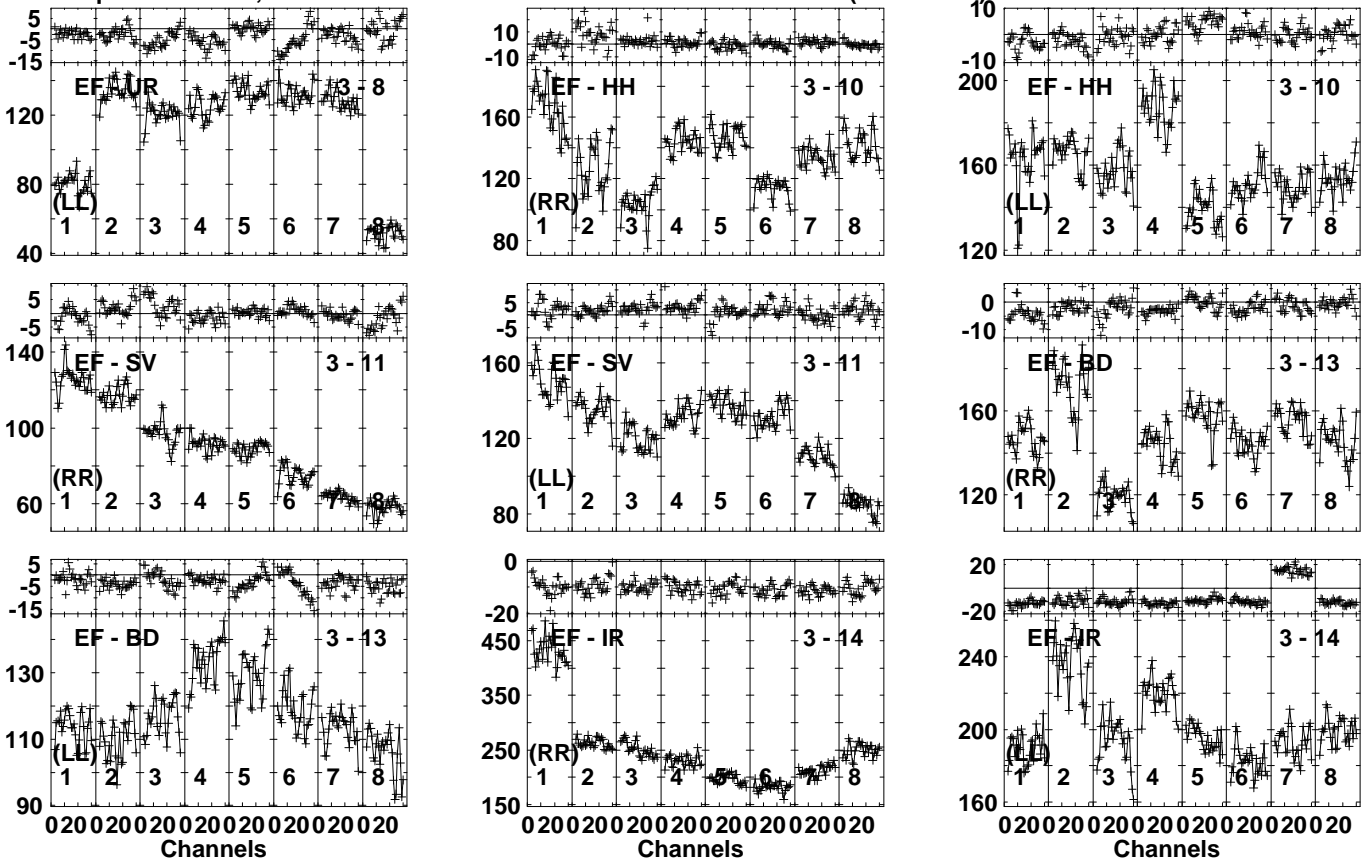 5
-5
-15
EF - UR 3 - 8
120
80
(LL)
1 2 3 4 5 6 7 8
40
10
-10
EF - HH 3 - 10
160
120
(RR)
1 2 3 4 5 6 7 8
80
10
-10
200
EF - HH 3 - 10
160
(LL)
1 2 3 4 5 6 7 8
120
5
-5
140
EF - SV 3 - 11
100
(RR)
1 2 3 4 5 6 7 8
60
5
-5
160
EF - SV 3 - 11
120
(LL)
1 2 3 4 5 6 7 8
80
0
-10
EF - BD 3 - 13
160
(RR)
1 2 3 4 5 6 7 8
120
5
-5
-15
EF - BD 3 - 13
130
110
(LL)
1 2 3 4 5 6 7 8
90
0 20 0 20 0 20 0 20 0 20 0 20 0 20 0 20
Channels
0
-20
450
EF - IR 3 - 14
350
250
(RR)
1 2 3 4 5 6 7 8
150
0 20 0 20 0 20 0 20 0 20 0 20 0 20 0 20
Channels
20
-20
EF - IR 3 - 14
240
200
(LL)
1 2 3 4 5 6 7 8
160
0 20 0 20 0 20 0 20 0 20 0 20 0 20 0 20
Channels